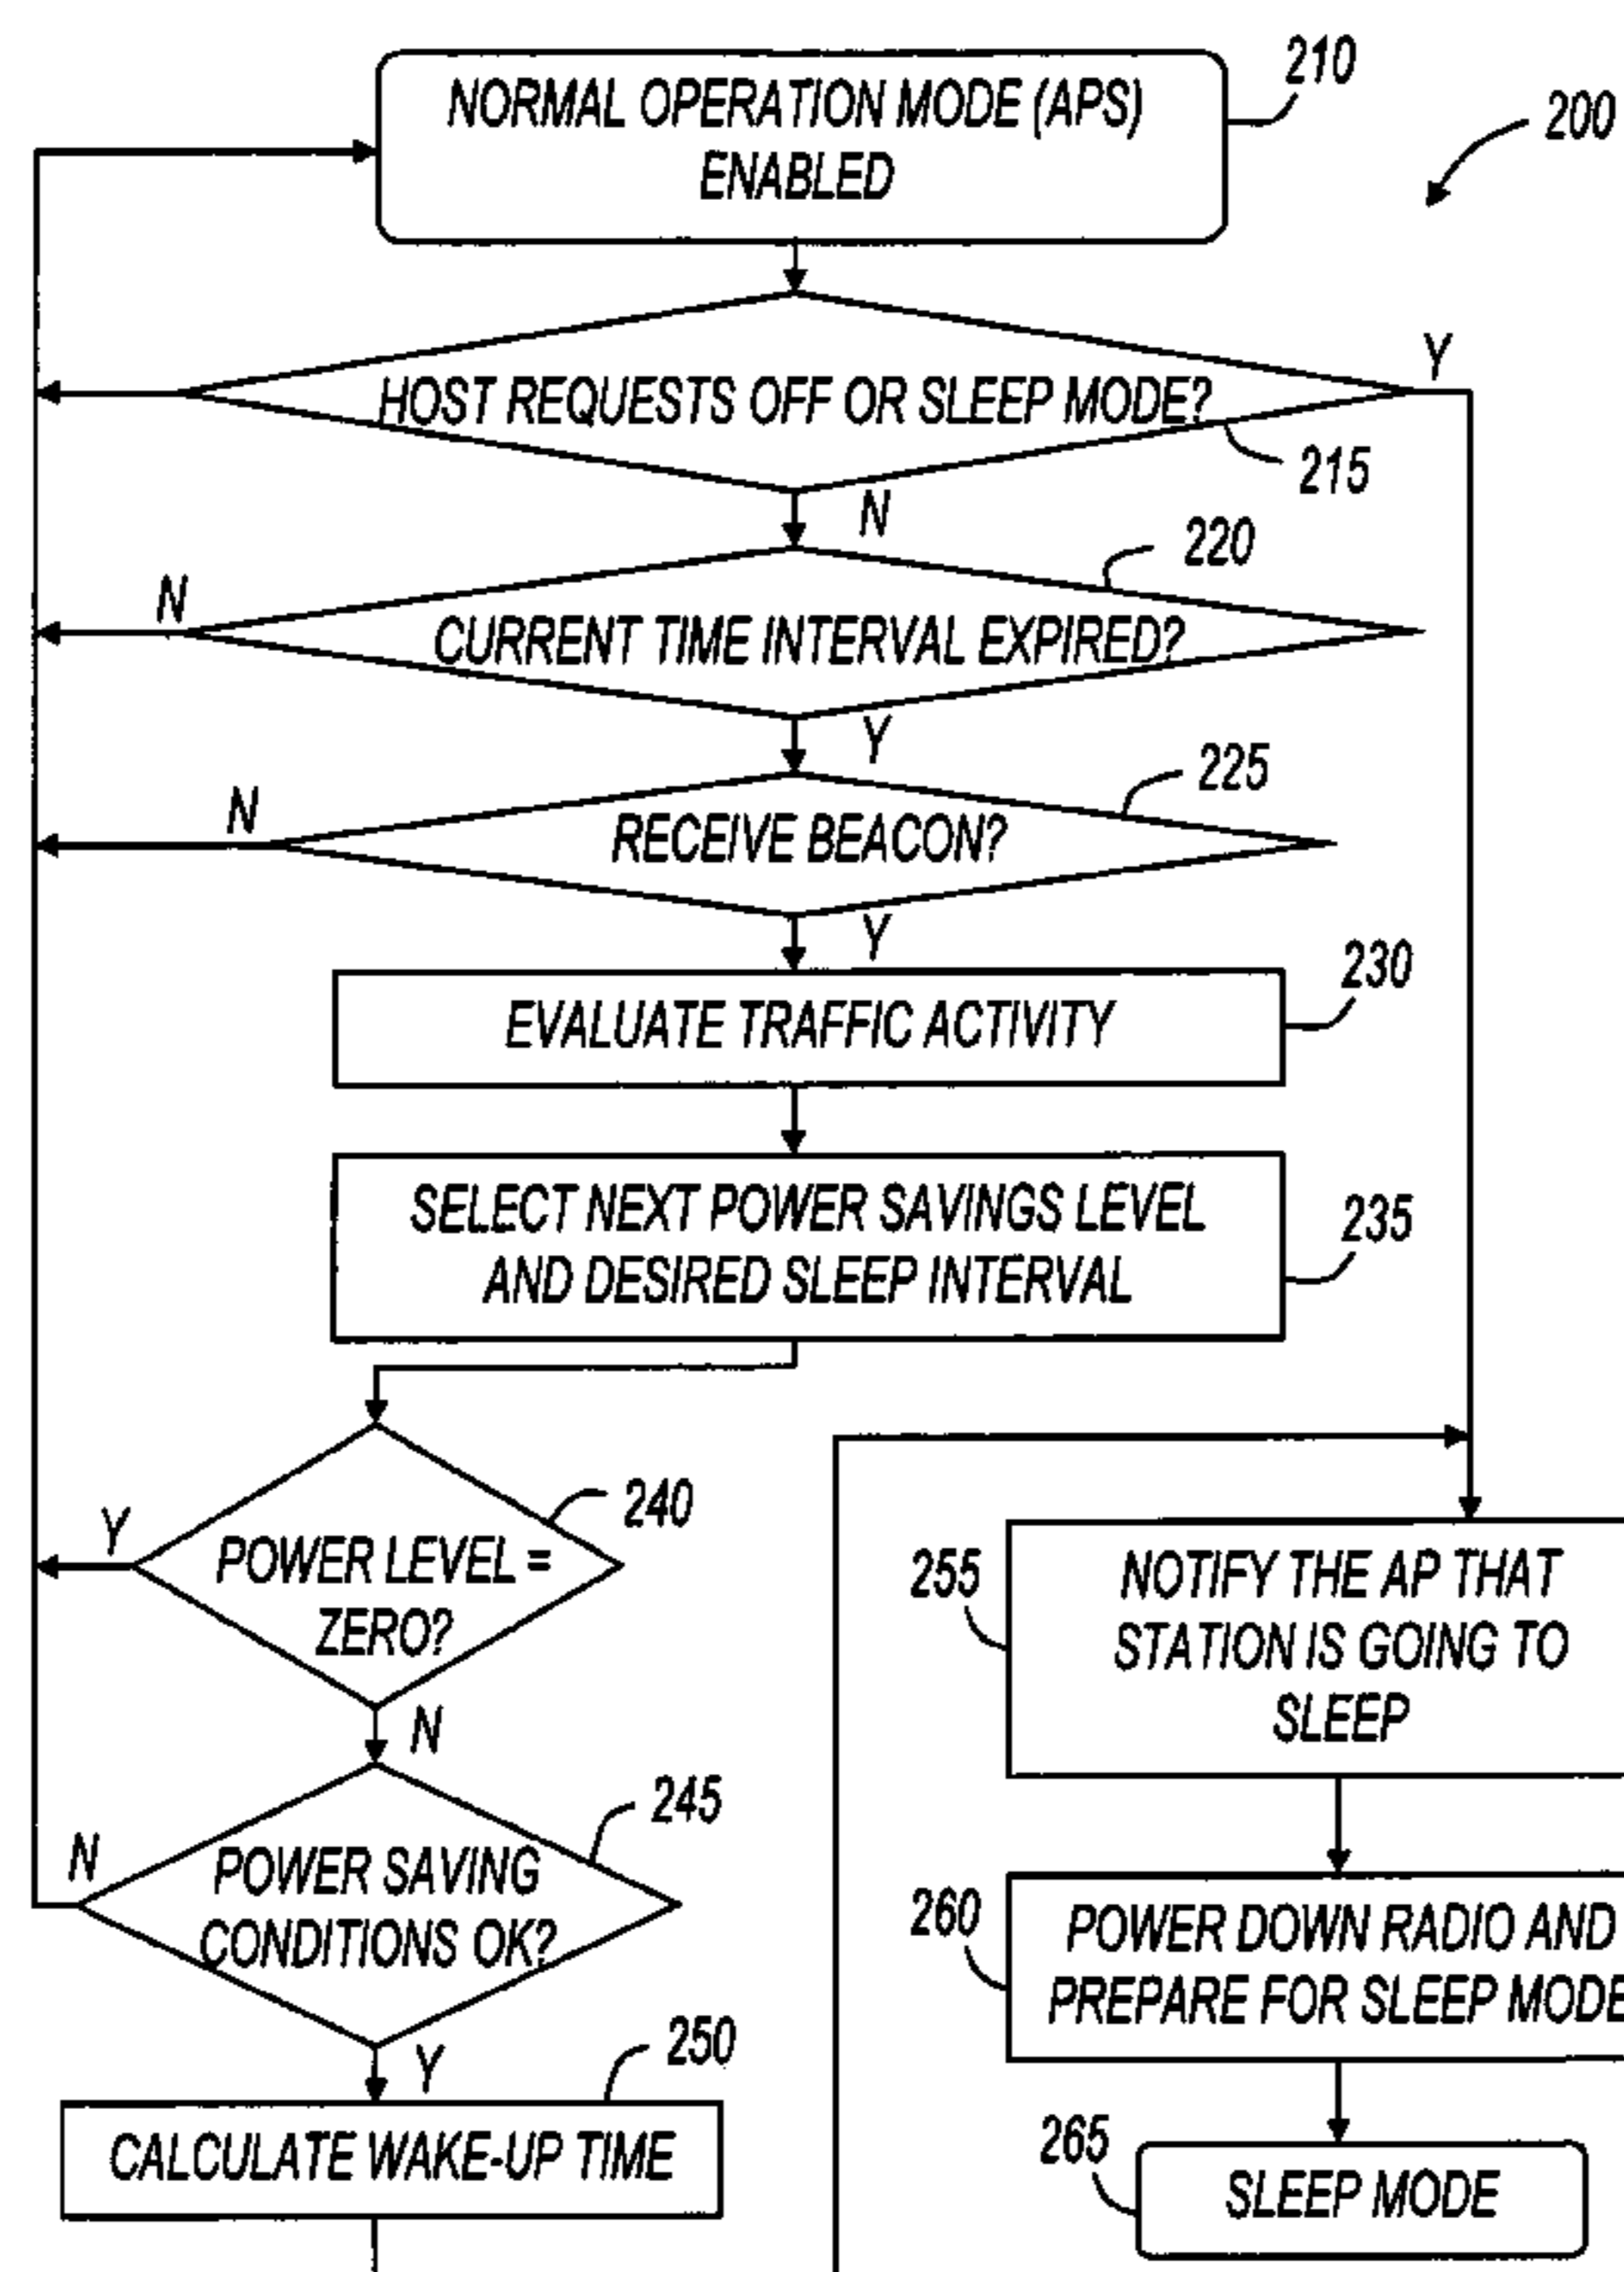 NORMAL OPERATION MODE (APS)
ENABLED
210
200
HOST REQUESTS OFF OR SLEEP MODE?
Y
215
N
220
N
CURRENT TIME INTERVAL EXPIRED?
Y
225
N
RECEIVE BEACON?
Y
230
EVALUATE TRAFFIC ACTIVITY
SELECT NEXT POWER SAVINGS LEVEL
AND DESIRED SLEEP INTERVAL
235
240
Y
POWER LEVEL =
ZERO?
N
245
N
POWER SAVING
CONDITIONS OK?
Y
250
CALCULATE WAKE-UP TIME
255
NOTIFY THE AP THAT
STATION IS GOING TO
SLEEP
260
POWER DOWN RADIO AND
PREPARE FOR SLEEP MODE
265
SLEEP MODE